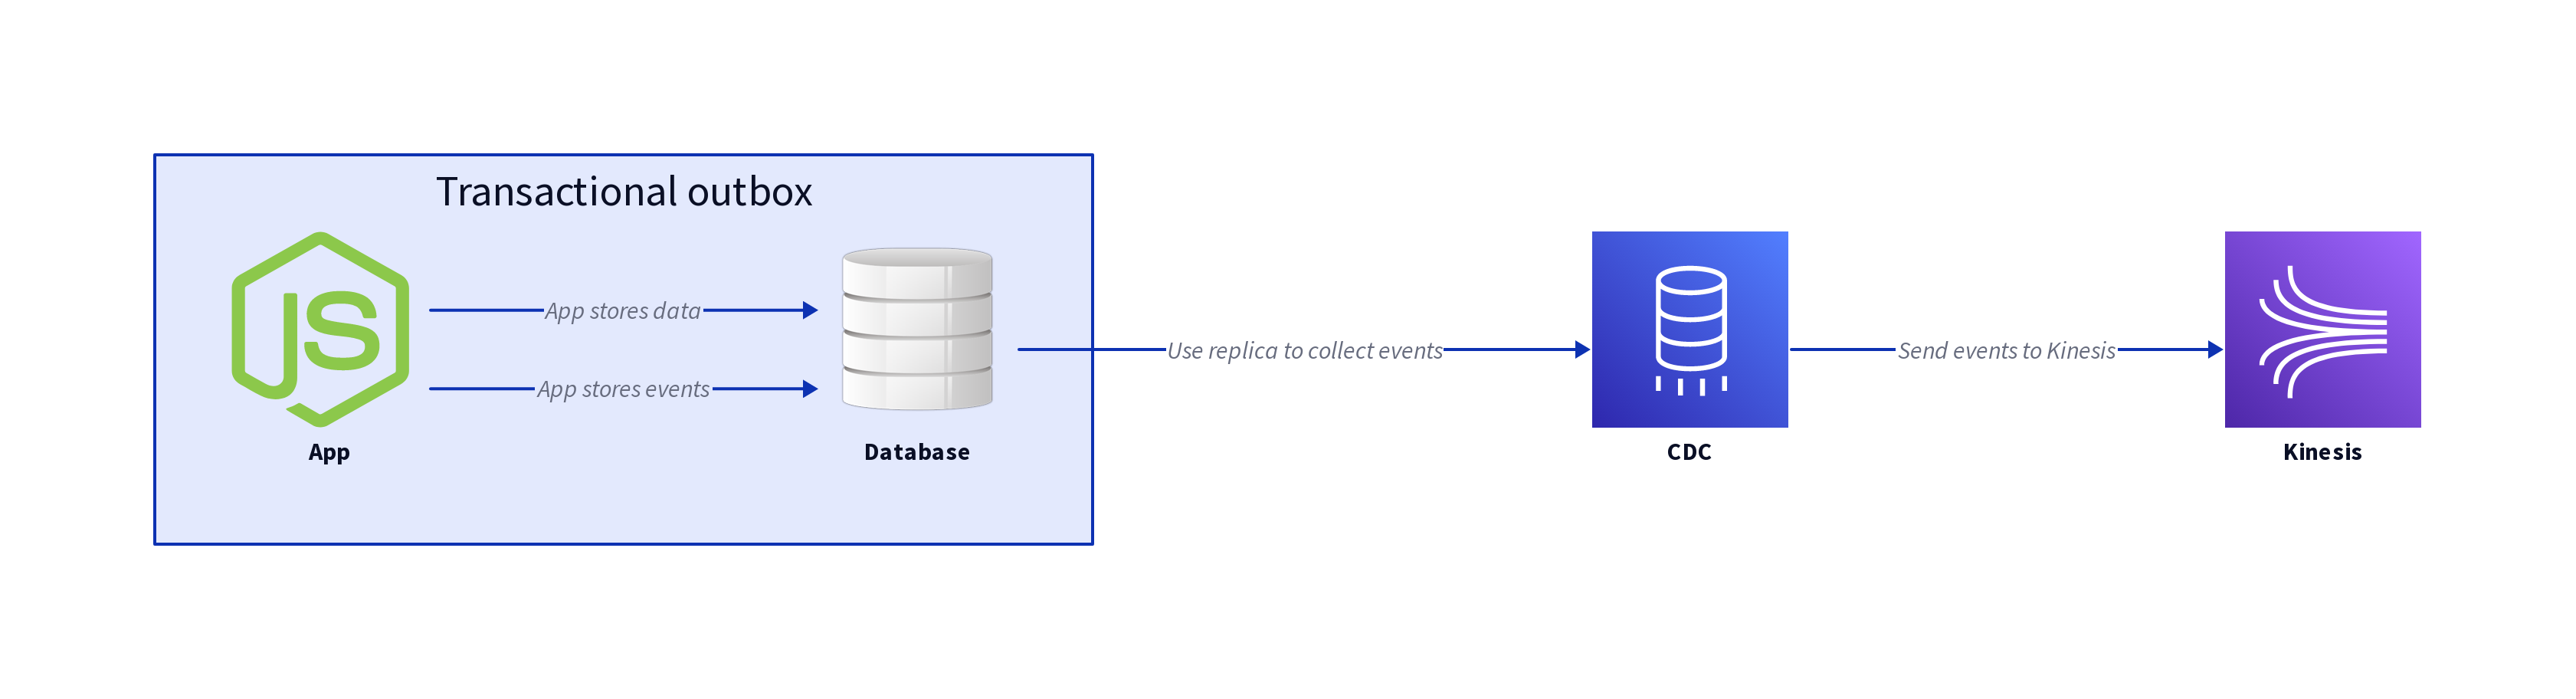 Transactional outbox
JS
App stores data
App stores events
App
Database
Use replica to collect events
CDC
Send events to Kinesis
Kinesis